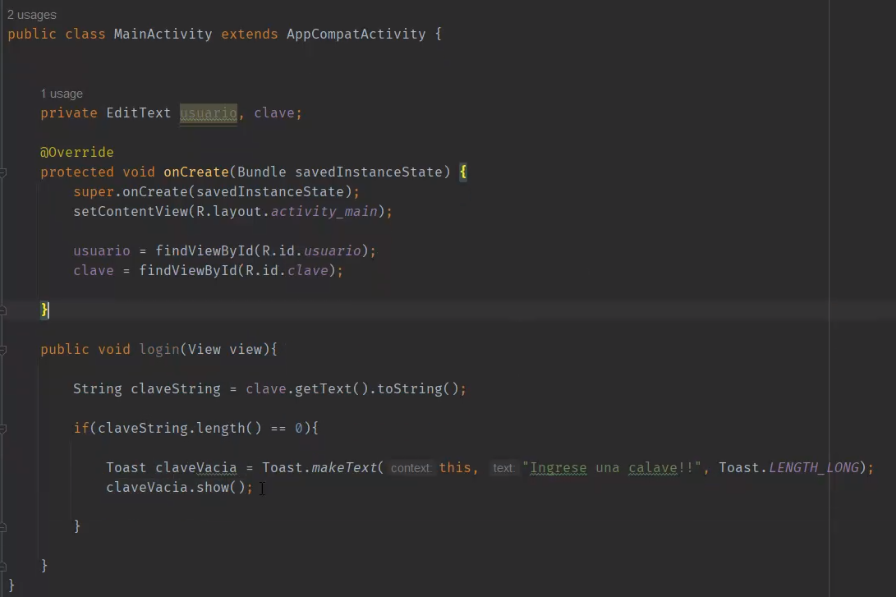 2 usages
public class MainActivity extends AppCompatActivity {
1 usage
private EditText usuario, clave;
@Override
protected void onCreate(Bundle savedInstanceState) {
super.onCreate(savedInstanceState);
setContentView(R.layout.activity_main);
usuario = findViewById(R.id.usuario);
clave = findViewById(R.id.clave);
}
public void login(View view){
String claveString = clave.getText().toString();
if(claveString.length() == 0){
Toast claveVacia = Toast.makeText( context: this, text: "Ingrese una calave!!", Toast.LENGTH_LONG);
claveVacia.show();
}
}
}